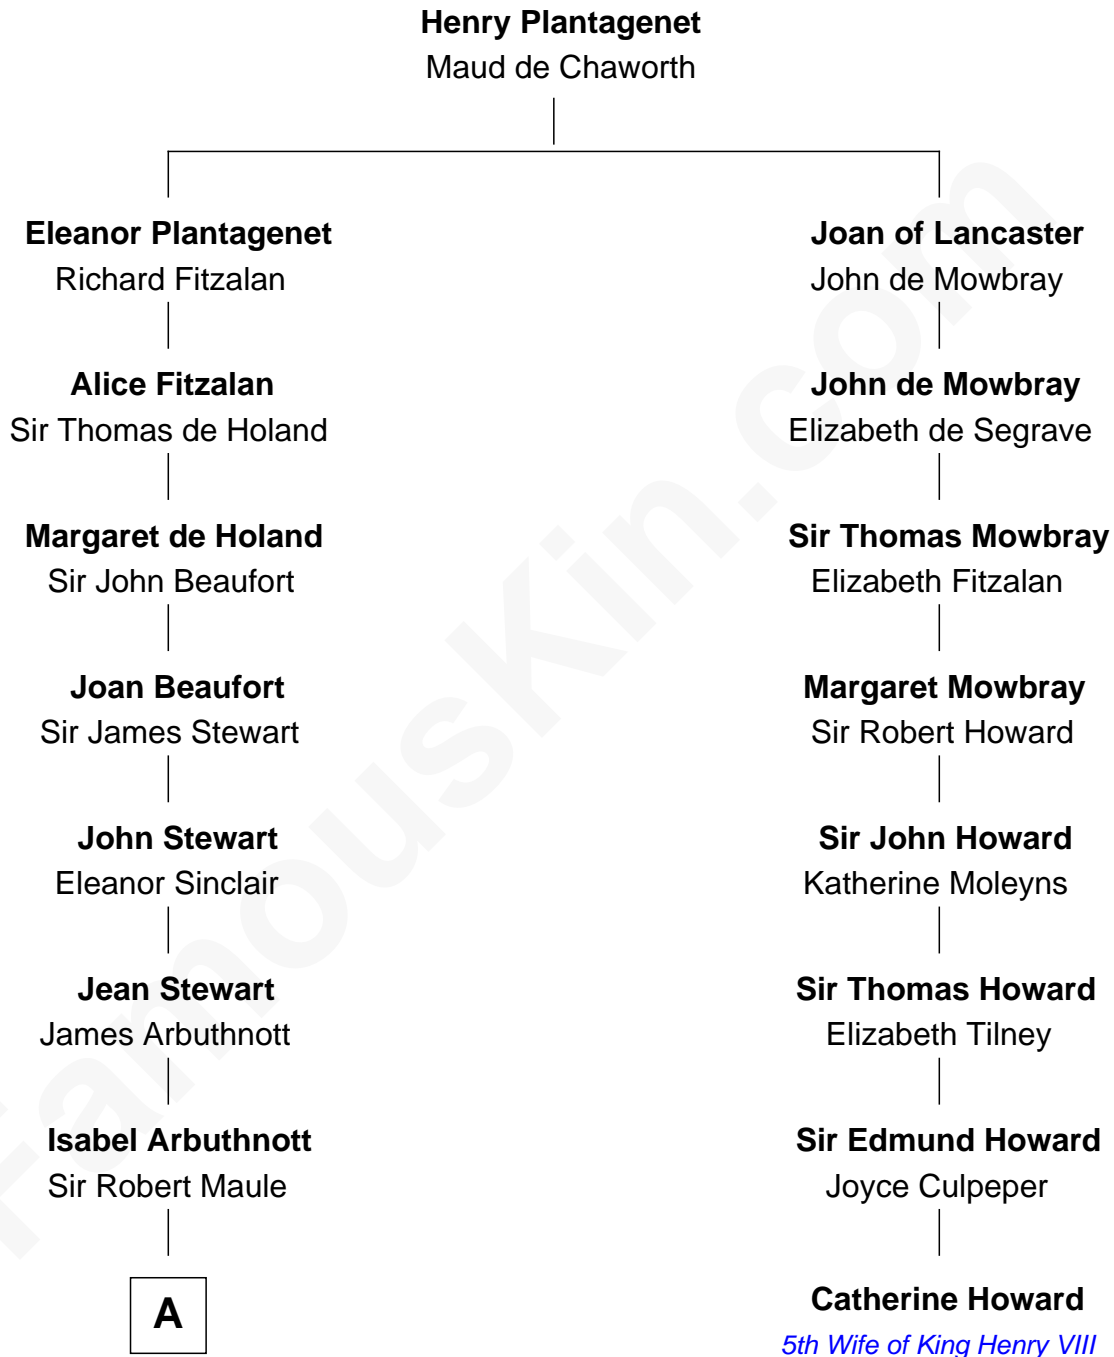 Henry Plantagenet
Maud de Chaworth
Eleanor Plantagenet
Richard Fitzalan
Joan of Lancaster
John de Mowbray
Alice Fitzalan
Sir Thomas de Holand
John de Mowbray
Elizabeth de Segrave
Margaret de Holand
Sir John Beaufort
Sir Thomas Mowbray
Elizabeth Fitzalan
Joan Beaufort
Sir James Stewart
Margaret Mowbray
Sir Robert Howard
John Stewart
Eleanor Sinclair
Sir John Howard
Katherine Moleyns
Jean Stewart
James Arbuthnott
Sir Thomas Howard
Elizabeth Tilney
Isabel Arbuthnott
Sir Robert Maule
Sir Edmund Howard
Joyce Culpeper
A
Catherine Howard
5th Wife of King Henry VIII
FamousKin.com